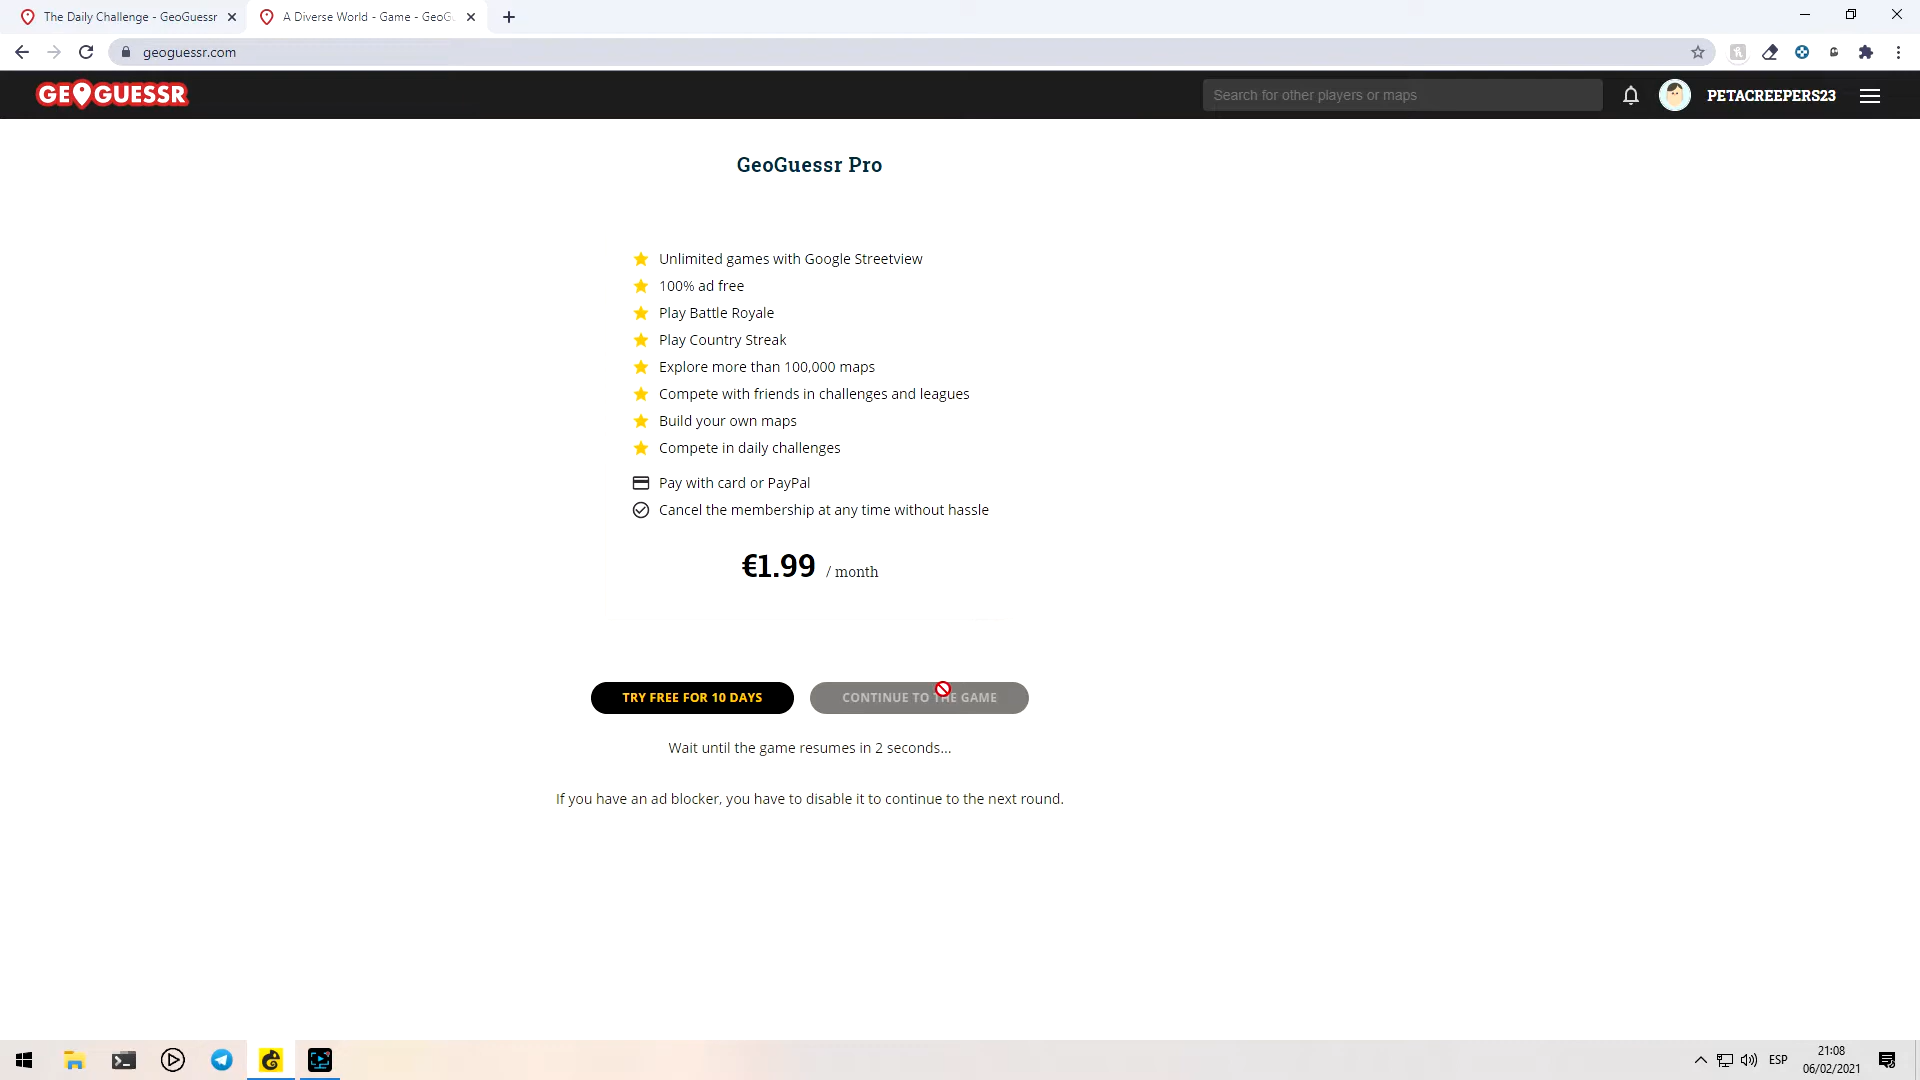 The Daily Challenge - GeoGuessr
A Diverse World - Game - GeoG
geoguessr.com
GEOGUESSR
Search for other players or maps
PETACREEPERS23
GeoGuessr Pro
Unlimited games with Google Streetview
100% ad free
Play Battle Royale
Play Country Streak
Explore more than 100,000 maps
Compete with friends in challenges and leagues
Build your own maps
Compete in daily challenges
Pay with card or PayPal
Cancel the membership at any time without hassle
€1.99 / month
TRY FREE FOR 10 DAYS
CONTINUE TO THE GAME
Wait until the game resumes in 2 seconds...
If you have an ad blocker, you have to disable it to continue to the next round.
ESP
21:08
06/02/2021